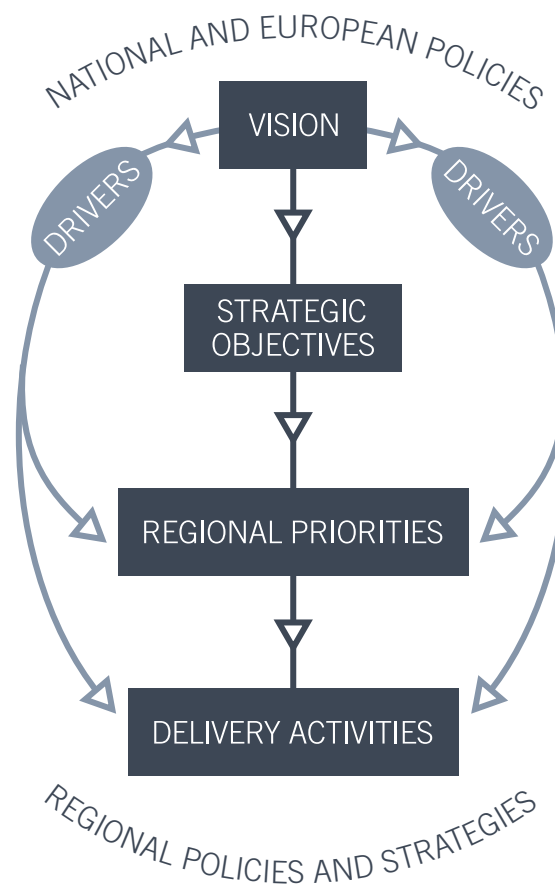 NATIONAL AND EUROPEAN POLICIES
VISION
DRIVERS
DRIVERS
STRATEGIC
OBJECTIVES
REGIONAL PRIORITIES
DELIVERY ACTIVITIES
REGIONAL POLICIES AND STRATEGIES